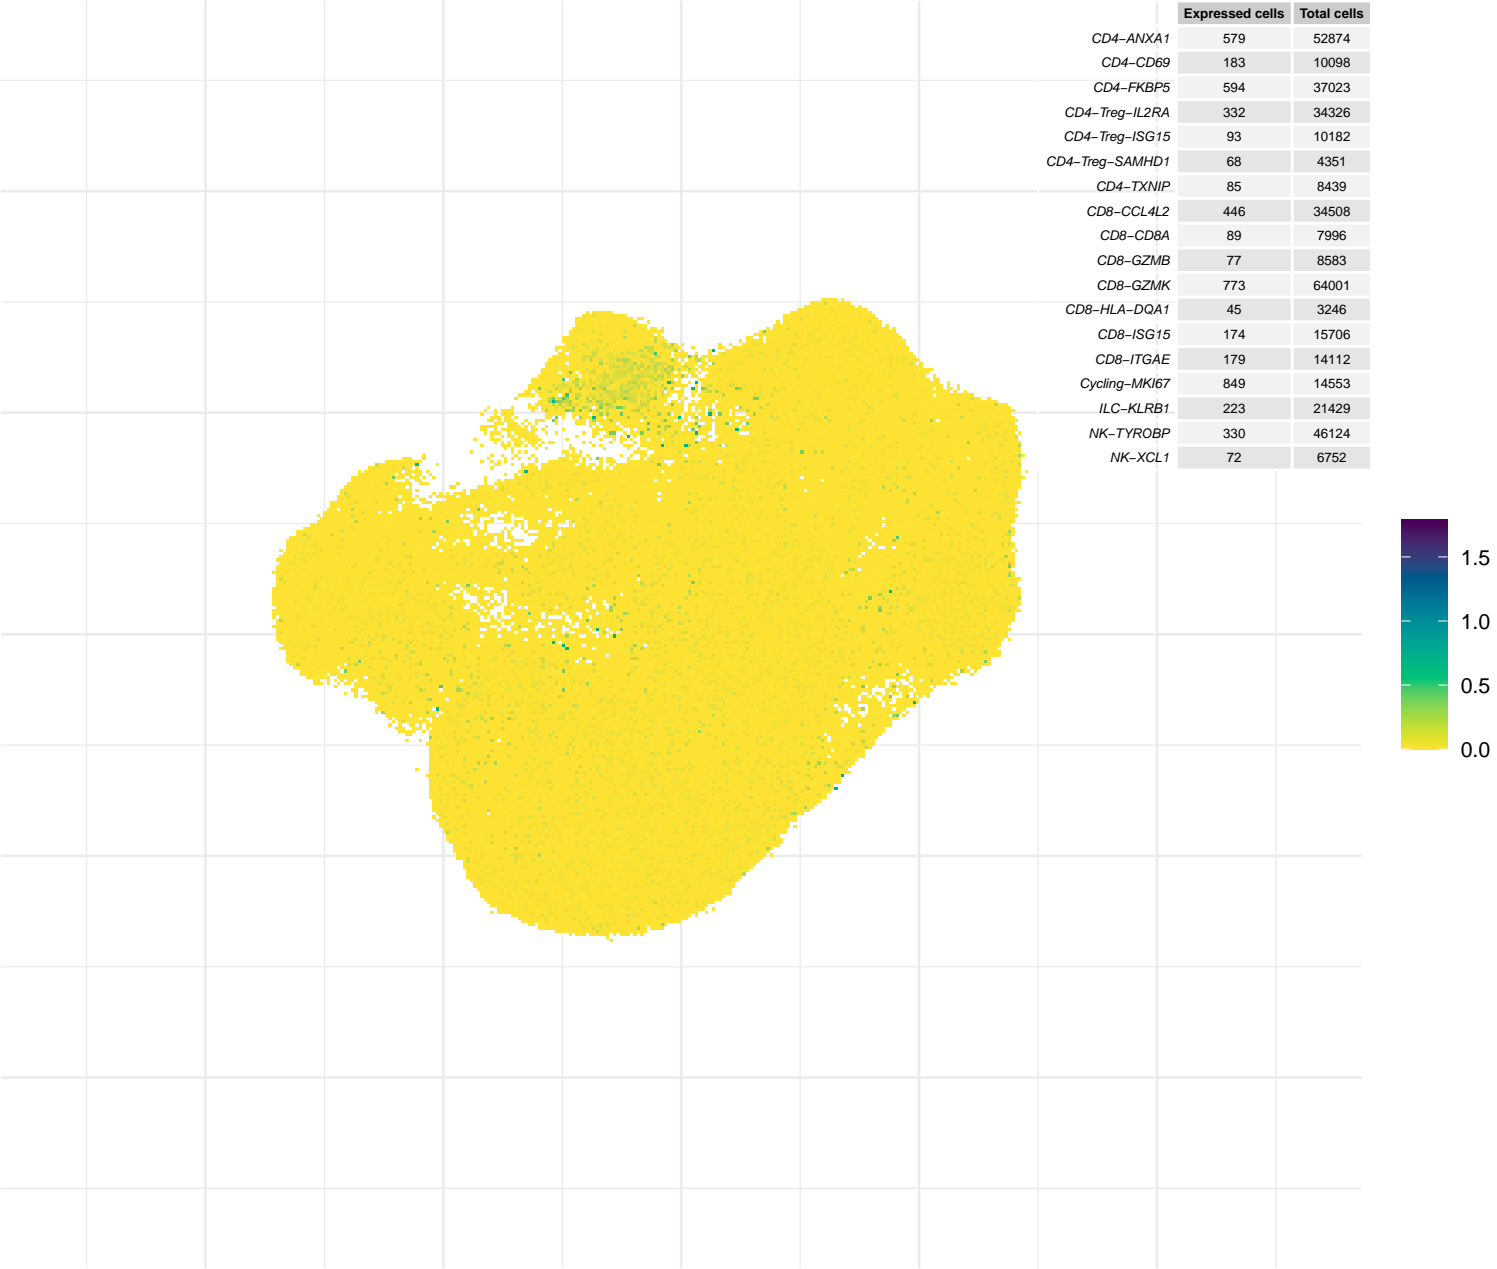 Expressed cells Total cells
CD4−ANXA1 579 52874
CD4−CD69 183 10098
CD4−FKBP5 594 37023
CD4−Treg−IL2RA 332 34326
CD4−Treg−ISG15 93 10182
CD4−Treg−SAMHD1 68 4351
CD4−TXNIP 85 8439
CD8−CCL4L2 446 34508
CD8−CD8A 89 7996
CD8−GZMB 77 8583
CD8−GZMK 773 64001
CD8−HLA−DQA1 45 3246
CD8−ISG15 174 15706
CD8−ITGAE 179 14112
Cycling−MKI67 849 14553
ILC−KLRB1 223 21429
NK−TYROBP 330 46124
NK−XCL1 72 6752
1.5
1.0
0.5
0.0